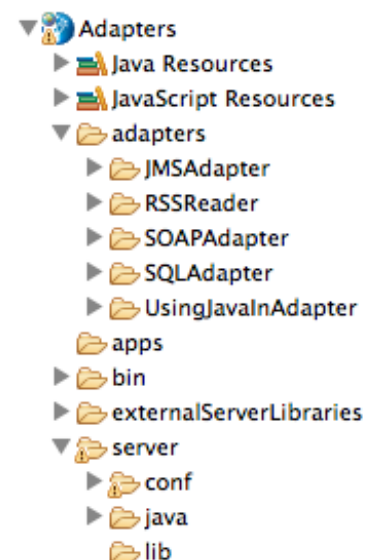 Adapters
Java Resources
JavaScript Resources
adapters
JMSAdapter
RSSReader
SOAPAdapter
SQLAdapter
UsingJavaInAdapter
apps
bin
externalServerLibraries
server
conf
java
lib